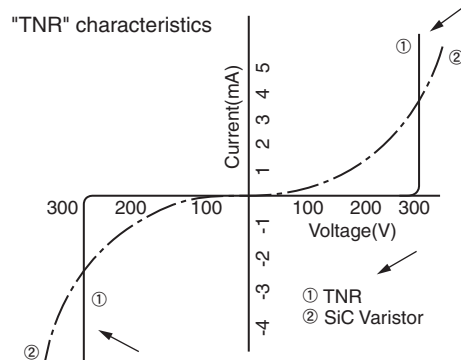 "TNR" characteristics
①
②
Current(mA)
5
4
3
2
1
300 200 100 100 200 300
Voltage(V)
-1
-2
-3
-4
①
②
① TNR
② SiC Varistor